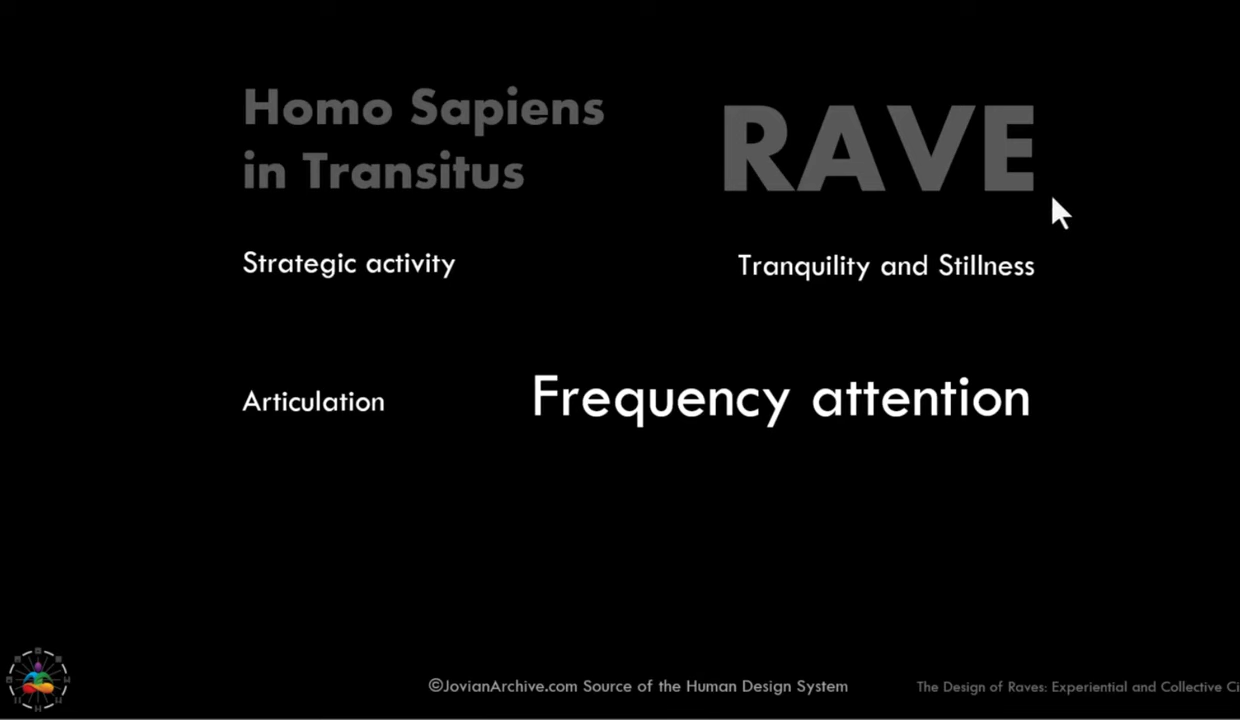 Homo Sapiens
in Transitus
RAVE
Strategic activity
Tranquility and Stillness
Articulation
Frequency attention
©JovianArchive.com Source of the Human Design System
The Design of Raves: Experiential and Collective Ci